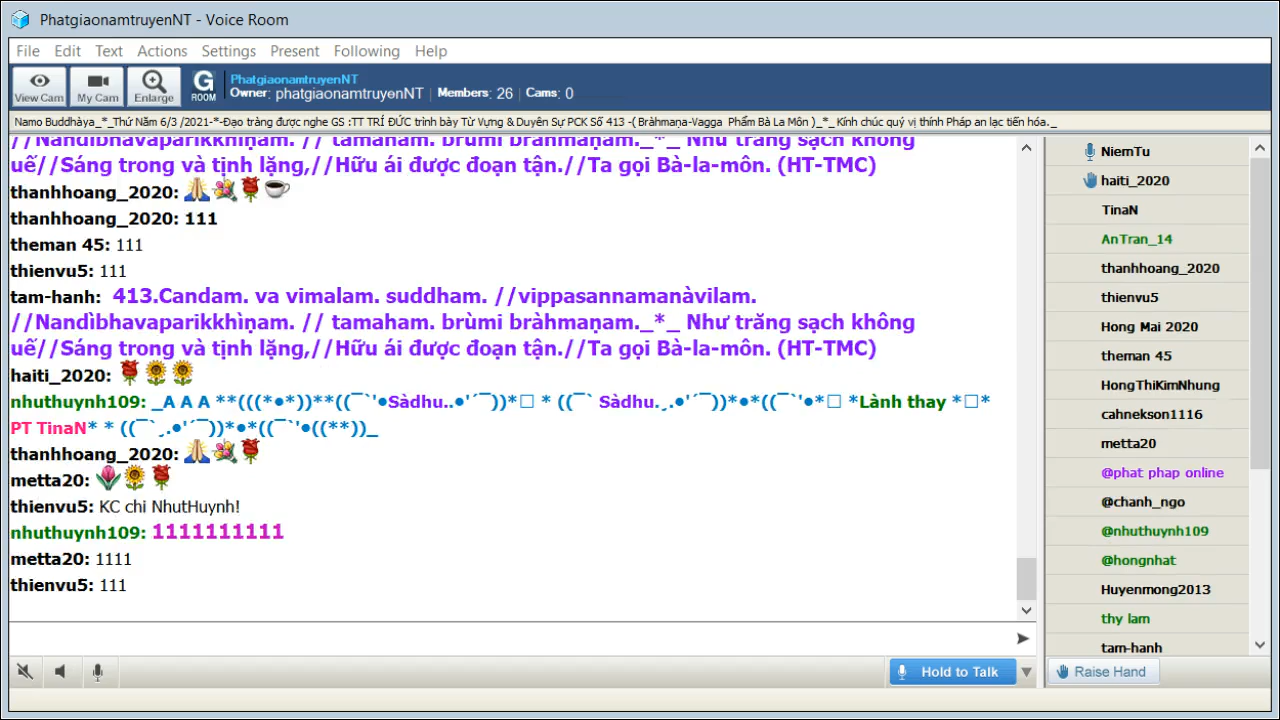 PhatgiaonamtruyenNT - Voice Room
File Edit Text Actions Settings Present Following Help
View Cam My Cam Enlarge G ROOM
PhatgiaonamtruyenNT
Owner: phatgiaonamtruyenNT | Members: 26 | Cams: 0
Namo Buddhàya_*_Thứ Năm 6/3 /2021-*-Đạo tràng được nghe GS :TT TRÍ ĐỨC trình bày Từ Vựng & Duyên Sự PCK Số 413 -( Bràhmaṇa-Vagga Phẩm Bà La Môn )_*_ Kính chúc quý vị thính Pháp an lạc tiến hóa._
//Nandìbhavaparikkhìṇam. // tamaham. brùmi bràhmaṇam._*_ Như trăng sạch không
uế//Sáng trong và tịnh lặng,//Hữu ái được đoạn tận.//Ta gọi Bà-la-môn. (HT-TMC)
thanhhoang_2020: 🙏💐🌹☕
thanhhoang_2020: 111
theman 45: 111
thienvu5: 111
tam-hanh: 413.Candam. va vimalam. suddham. //vippasannamanàvilam.
//Nandìbhavaparikkhìṇam. // tamaham. brùmi bràhmaṇam._*_ Như trăng sạch không
uế//Sáng trong và tịnh lặng,//Hữu ái được đoạn tận.//Ta gọi Bà-la-môn. (HT-TMC)
haiti_2020: 🌹🌻🌻
nhuthuynh109: _A A A **(((*•*))**((¯`'•Sàdhu..•'´¯))*□ * ((¯` Sàdhu.¸.•'´¯))*•*((¯`'•*□ *Lành thay *□*
PT TinaN* * ((¯`¸.•'´¯))*•*((¯`'•((**))_
thanhhoang_2020: 🙏💐🌹
metta20: 🌷🌻🌹
thienvu5: KC chi NhutHuynh!
nhuthuynh109: 1111111111
metta20: 1111
thienvu5: 111
NiemTu
haiti_2020
TinaN
AnTran_14
thanhhoang_2020
thienvu5
Hong Mai 2020
theman 45
HongThiKimNhung
cahnekson1116
metta20
@phat phap online
@chanh_ngo
@nhuthuynh109
@hongnhat
Huyenmong2013
thy lam
tam-hanh
Hold to Talk
Raise Hand